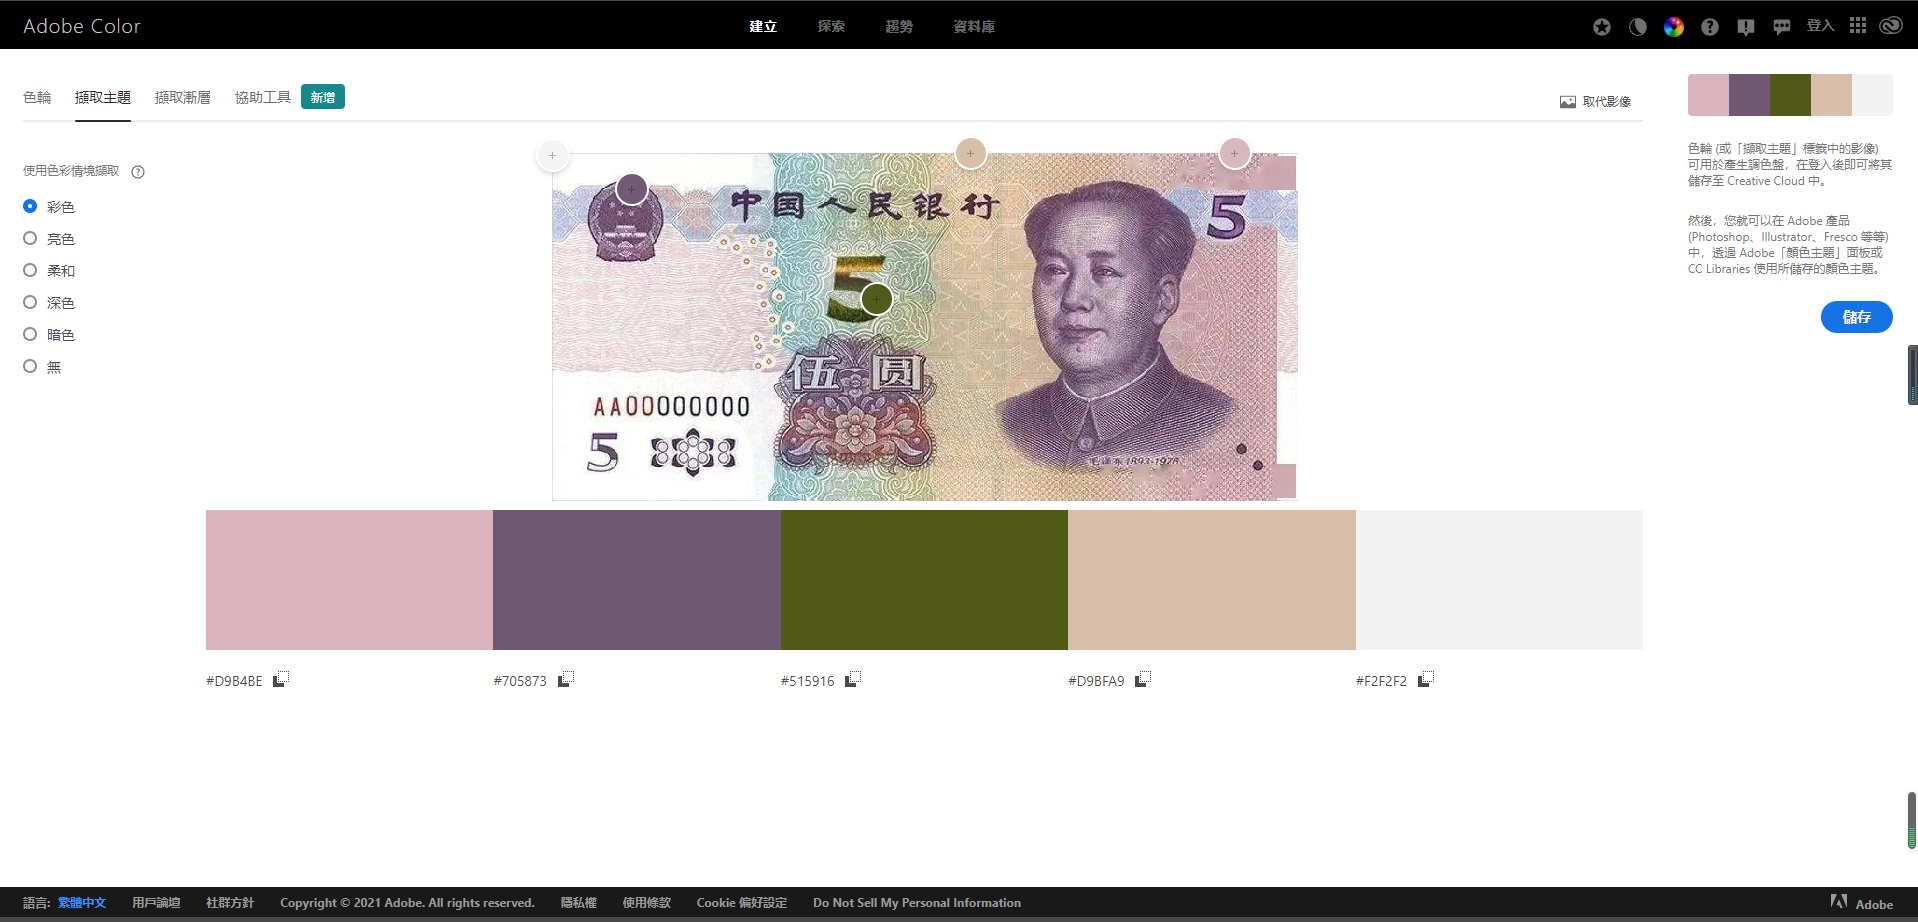 Adobe Color
建立 探索 趨勢 資料庫
登入
色輪 擷取主題 擷取漸層 協助工具 新增
取代影像
使用色彩情境擷取
彩色
亮色
柔和
深色
暗色
無
中国人民银行
5
5
伍圆
AA00000000
5
毛泽东 1893-1976
色輪 (或「擷取主題」標籤中的影像)
可用於產生調色盤，在登入後即可將其
儲存至 Creative Cloud 中。
然後，您就可以在 Adobe 產品
(Photoshop、Illustrator、Fresco 等等)
中，透過 Adobe「顏色主題」面板或
CC Libraries 使用所儲存的顏色主題。
儲存
#D9B4BE
#705873
#515916
#D9BFA9
#F2F2F2
語言: 繁體中文 用戶論壇 社群方針 Copyright © 2021 Adobe. All rights reserved. 隱私權 使用條款 Cookie 偏好設定 Do Not Sell My Personal Information
Adobe